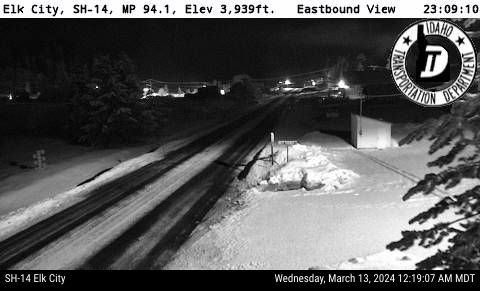 Elk City, SH-14, MP 94.1, Elev 3,939ft. Eastbound View 23:09:10
IDAHO
TRANSPORTATION DEPARTMENT
SH-14 Elk City Wednesday, March 13, 2024 12:19:07 AM MDT